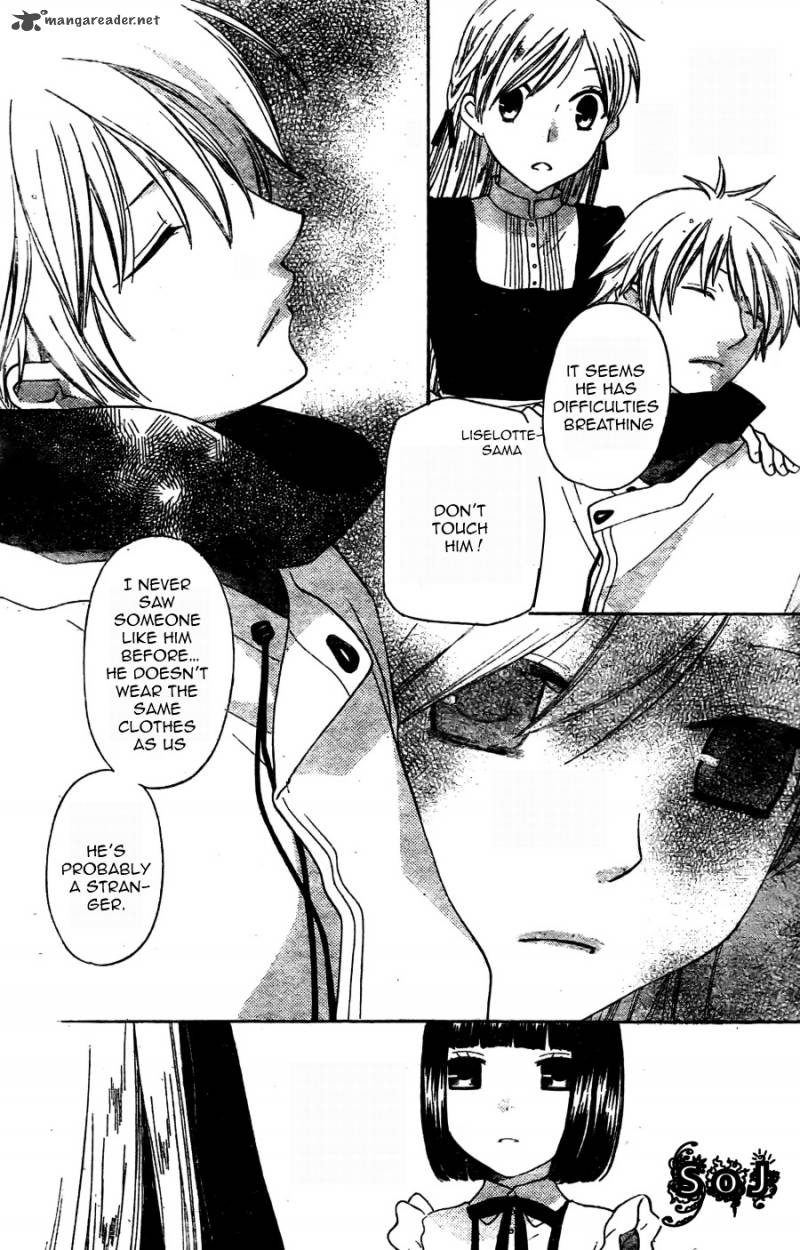 mangareader.net
IT SEEMS
HE HAS
DIFFICULTIES
BREATHING
LISELOTTE-
SAMA
DON'T
TOUCH
HIM!
I NEVER
SAW
SOMEONE
LIKE HIM
BEFORE...
HE DOESN'T
WEAR THE
SAME
CLOTHES
AS US
HE'S
PROBABLY
A STRAN-
GER.
SoJ